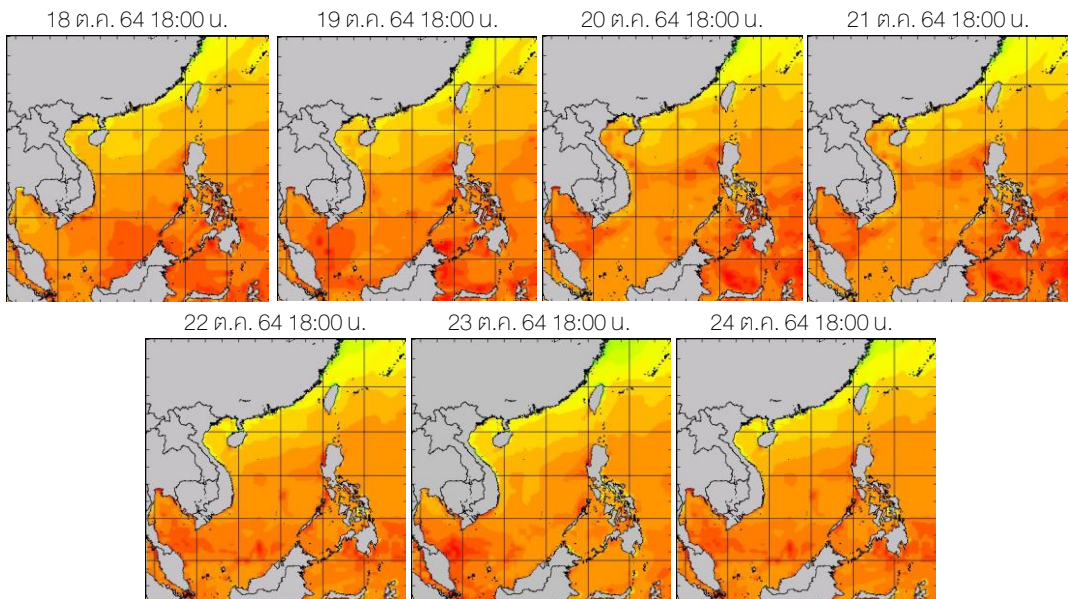 18 ต.ค. 64 18:00 น.
19 ต.ค. 64 18:00 น.
20 ต.ค. 64 18:00 น.
21 ต.ค. 64 18:00 น.
22 ต.ค. 64 18:00 น.
23 ต.ค. 64 18:00 น.
24 ต.ค. 64 18:00 น.